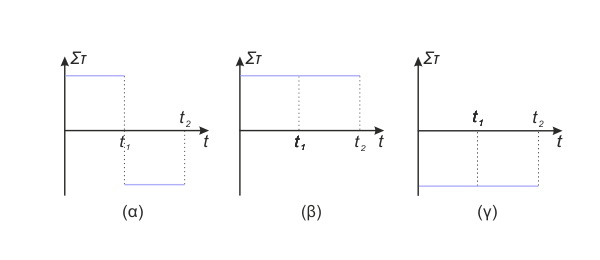 Στ Στ Στ
t₂ t₁ t₂
t₁ t t₁ t₂ t t
(α) (β) (γ)